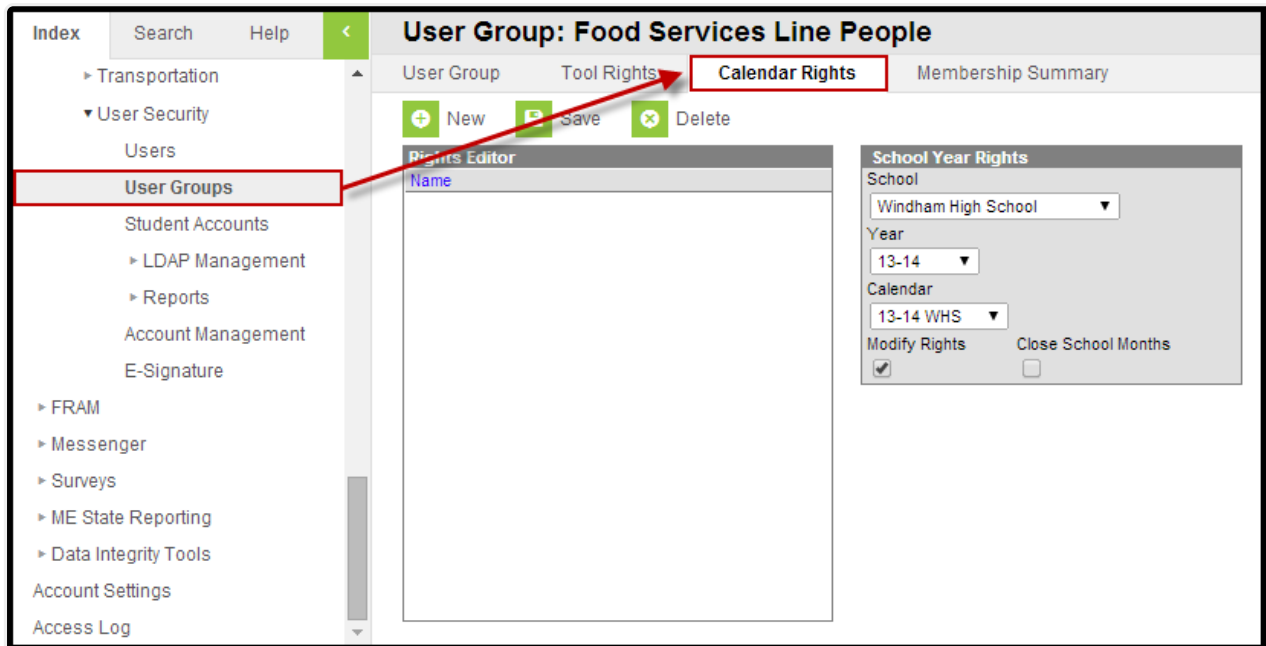 Index Search Help
Transportation
User Security
Users
User Groups
Student Accounts
LDAP Management
Reports
Account Management
E-Signature
FRAM
Messenger
Surveys
ME State Reporting
Data Integrity Tools
Account Settings
Access Log
User Group: Food Services Line People
User Group Tool Rights Calendar Rights Membership Summary
New Save Delete
Rights Editor
Name
School Year Rights
School
Windham High School
Year
13-14
Calendar
13-14 WHS
Modify Rights Close School Months